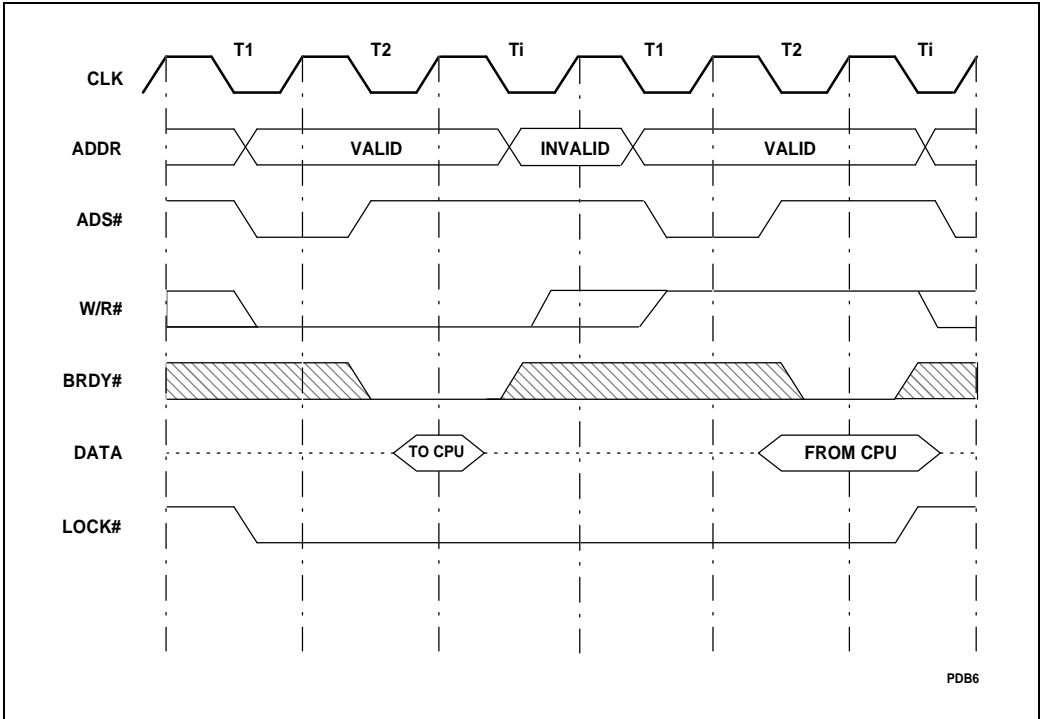 T1 T2 Ti T1 T2 Ti
CLK
ADDR VALID INVALID VALID
ADS#
W/R#
BRDY#
DATA TO CPU FROM CPU
LOCK#
PDB6